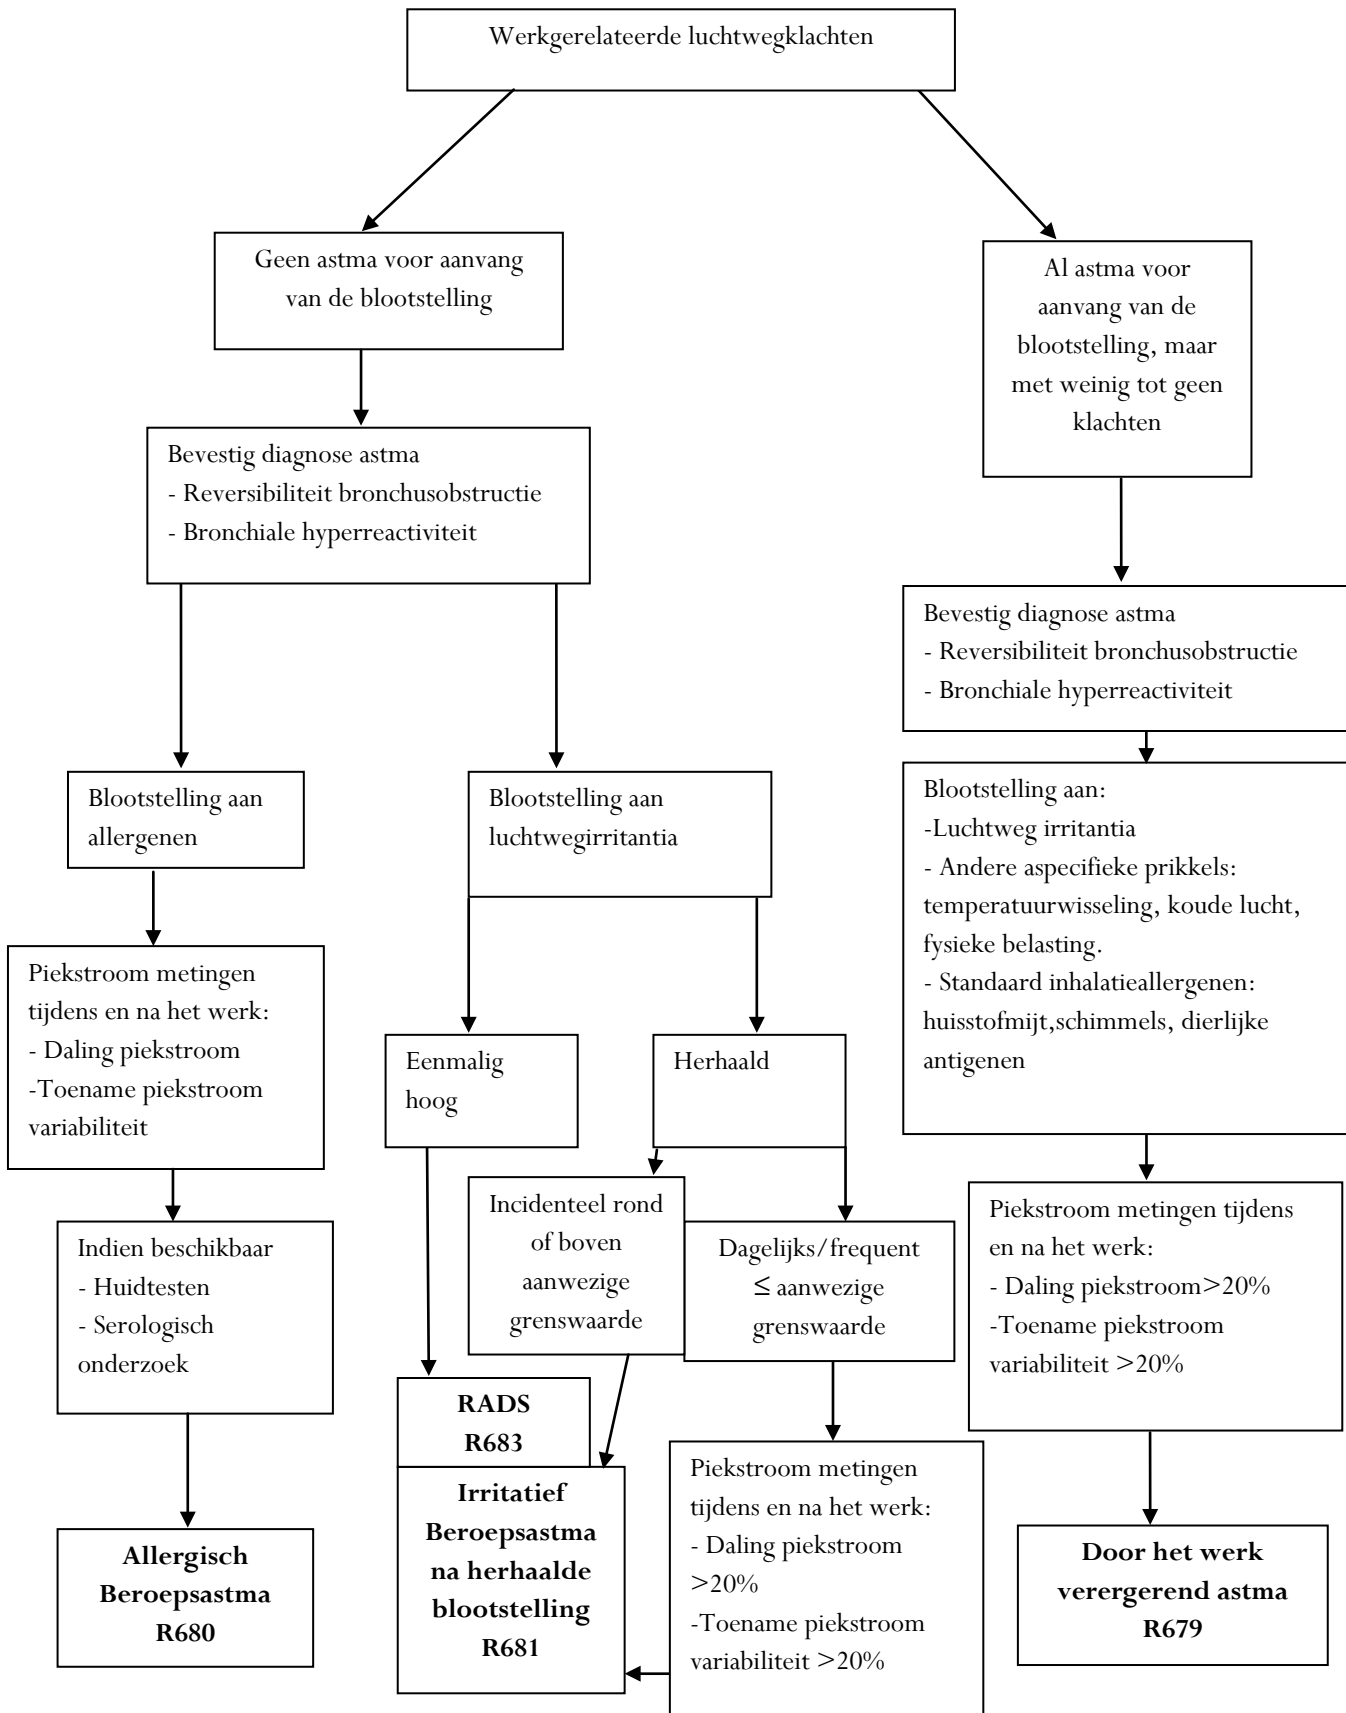 Werkgerelateerde luchtwegklachten
Geen astma voor aanvang
van de blootstelling
Al astma voor
aanvang van de
blootstelling, maar
met weinig tot geen
klachten
Bevestig diagnose astma
- Reversibiliteit bronchusobstructie
- Bronchiale hyperreactiviteit
Bevestig diagnose astma
- Reversibiliteit bronchusobstructie
- Bronchiale hyperreactiviteit
Blootstelling aan
allergenen
Blootstelling aan
luchtwegirritantia
Blootstelling aan:
-Luchtweg irritantia
- Andere aspecifieke prikkels:
temperatuurwisseling, koude lucht,
fysieke belasting.
- Standaard inhalatieallergenen:
huisstofmijt,schimmels, dierlijke
antigenen
Piekstroom metingen
tijdens en na het werk:
- Daling piekstroom
-Toename piekstroom
variabiliteit
Eenmalig
hoog
Herhaald
Incidenteel rond
of boven
aanwezige
grenswaarde
Dagelijks/frequent
≤ aanwezige
grenswaarde
Piekstroom metingen tijdens
en na het werk:
- Daling piekstroom>20%
-Toename piekstroom
variabiliteit >20%
Indien beschikbaar
- Huidtesten
- Serologisch
onderzoek
RADS
R683
Irritatief
Beroepsastma
na herhaalde
blootstelling
R681
Piekstroom metingen
tijdens en na het werk:
- Daling piekstroom
>20%
-Toename piekstroom
variabiliteit >20%
Allergisch
Beroepsastma
R680
Door het werk
verergerend astma
R679